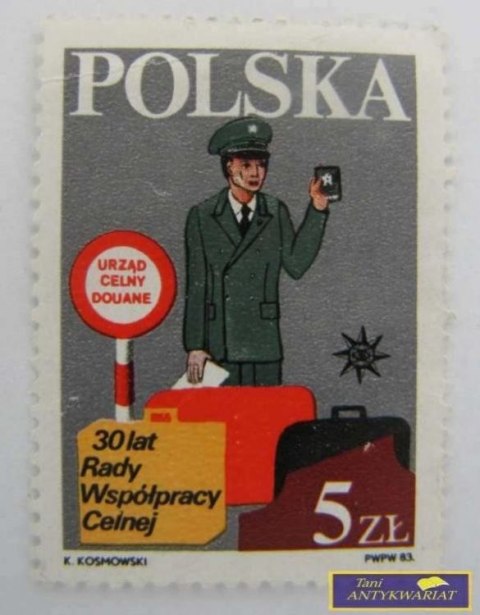 POLSKA
URZĄD
CELNY
DOUANE
30 lat
Rady
Współpracy
Celnej
5 ZŁ
K. KOSMOWSKI
PWPW 83.
Tani
ANTYKWARIAT